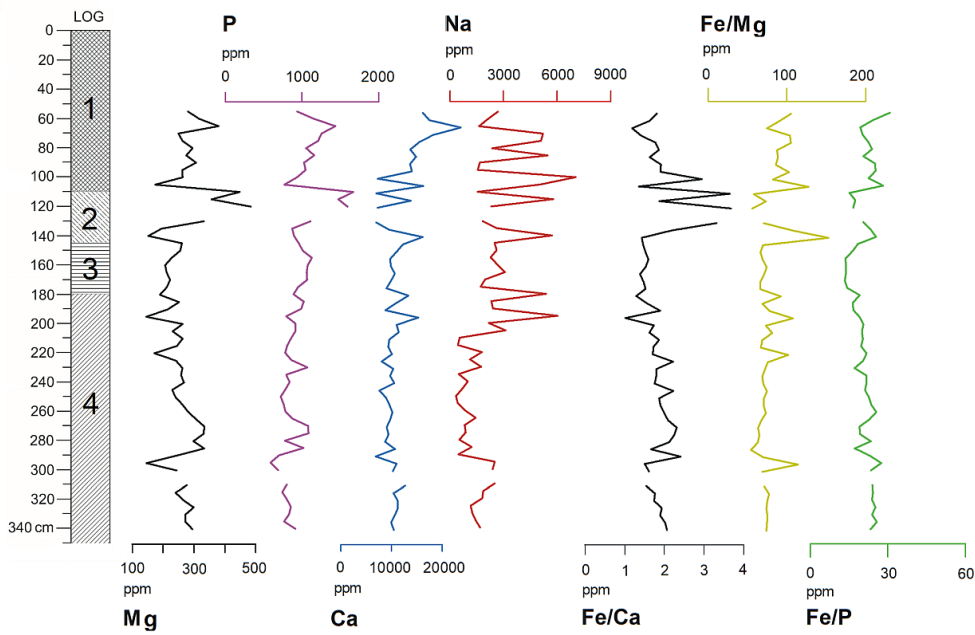 LOG
P
Na
Fe/Mg
ppm
ppm
ppm
0 1000 2000
0 3000 6000 9000
0 100 200
0
20
40
60
80
100
120
140
160
180
200
220
240
260
280
300
320
340 cm
1
2
3
4
100 300 500
0 10000 20000
0 1 2 3 4
0 30 60
ppm
ppm
ppm
ppm
Mg
Ca
Fe/Ca
Fe/P